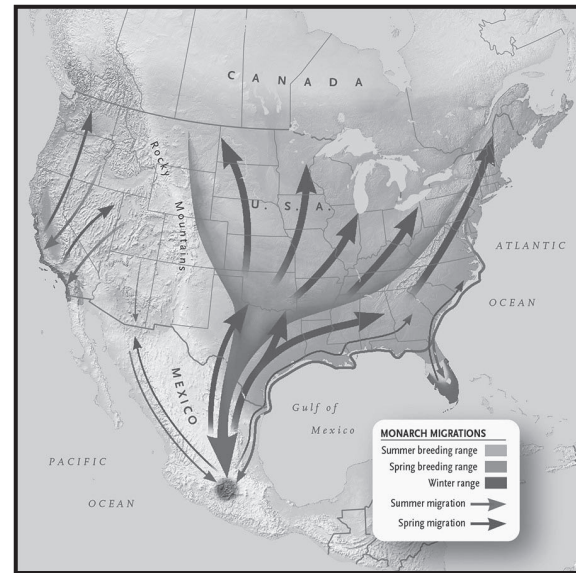 CANADA
Rocky
Mountains
U. S. A.
ATLANTIC
OCEAN
MEXICO
Gulf of
Mexico
PACIFIC
OCEAN
MONARCH MIGRATIONS
Summer breeding range
Spring breeding range
Winter range
Summer migration
Spring migration